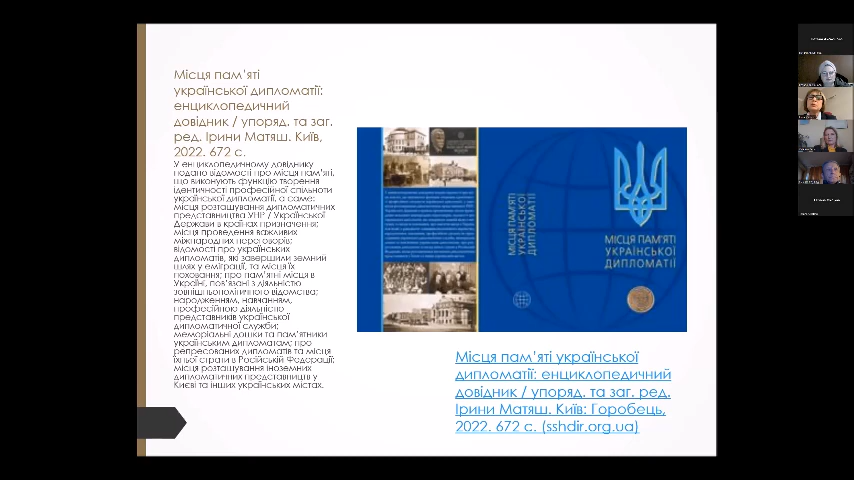 Місця пам’яті
української дипломатії:
енциклопедичний
довідник / упоряд. та заг.
ред. Ірини Матяш. Київ,
2022. 672 с.
У енциклопедичному довіднику
подано відомості про місця пам’яті,
що виконують функцію творення
ідентичності професійної спільноти
української дипломатії, а саме:
місця розташування дипломатичних
представництв УНР / Української
Держави в країнах призначення;
місця проведення важливих
міжнародних переговорів;
відомості про українських
дипломатів, які завершили земний
шлях у еміграції, та місця їх
поховання; про пам’ятні місця в
Україні, пов’язані з діяльністю
зовнішньополітичного відомства;
народженням, навчанням,
професійною діяльністю
представників української
дипломатичної служби;
меморіальні дошки та пам’ятники
українським дипломатам; про
репресованих дипломатів та місця
їхньої страти в Російській Федерації;
місця розташування іноземних
дипломатичних представництв у
Києві та інших українських містах.
МІСЦЯ ПАМ’ЯТІ
УКРАЇНСЬКОЇ
ДИПЛОМАТІЇ
МІСЦЯ ПАМ’ЯТІ
УКРАЇНСЬКОЇ
ДИПЛОМАТІЇ
Місця пам’яті української
дипломатії: енциклопедичний
довідник / упоряд. та заг. ред.
Ірини Матяш. Київ: Горобець,
2022. 672 с. (sshdir.org.ua)